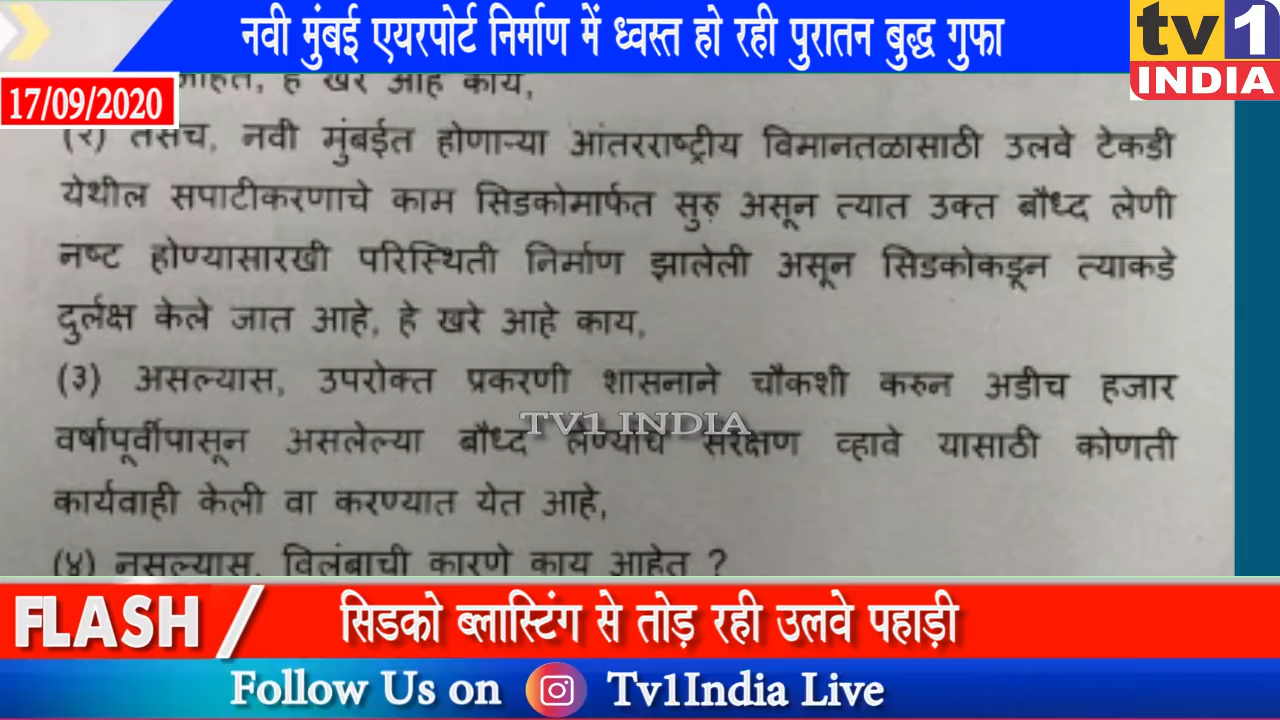 नवी मुंबई एयरपोर्ट निर्माण में ध्वस्त हो रही पुरातन बुद्ध गुफा
tv1
INDIA
17/09/2020
आहेत, हे खरे आहे काय,
(२) तसेच, नवी मुंबईत होणाऱ्या आंतरराष्ट्रीय विमानतळासाठी उलवे टेकडी
येथील सपाटीकरणाचे काम सिडकोमार्फत सुरु असून त्यात उक्त बौध्द लेणी
नष्ट होण्यासारखी परिस्थिती निर्माण झालेली असून सिडकोकडून त्याकडे
दुर्लक्ष केले जात आहे, हे खरे आहे काय,
(३) असल्यास, उपरोक्त प्रकरणी शासनाने चौकशी करुन अडीच हजार
वर्षापूर्वीपासून असलेल्या बौध्द लेण्यांचे संरक्षण व्हावे यासाठी कोणती
TV1 INDIA
कार्यवाही केली वा करण्यात येत आहे,
(४) नसल्यास, विलंबाची कारणे काय आहेत ?
FLASH / सिडको ब्लास्टिंग से तोड़ रही उलवे पहाड़ी
Follow Us on Tv1India Live